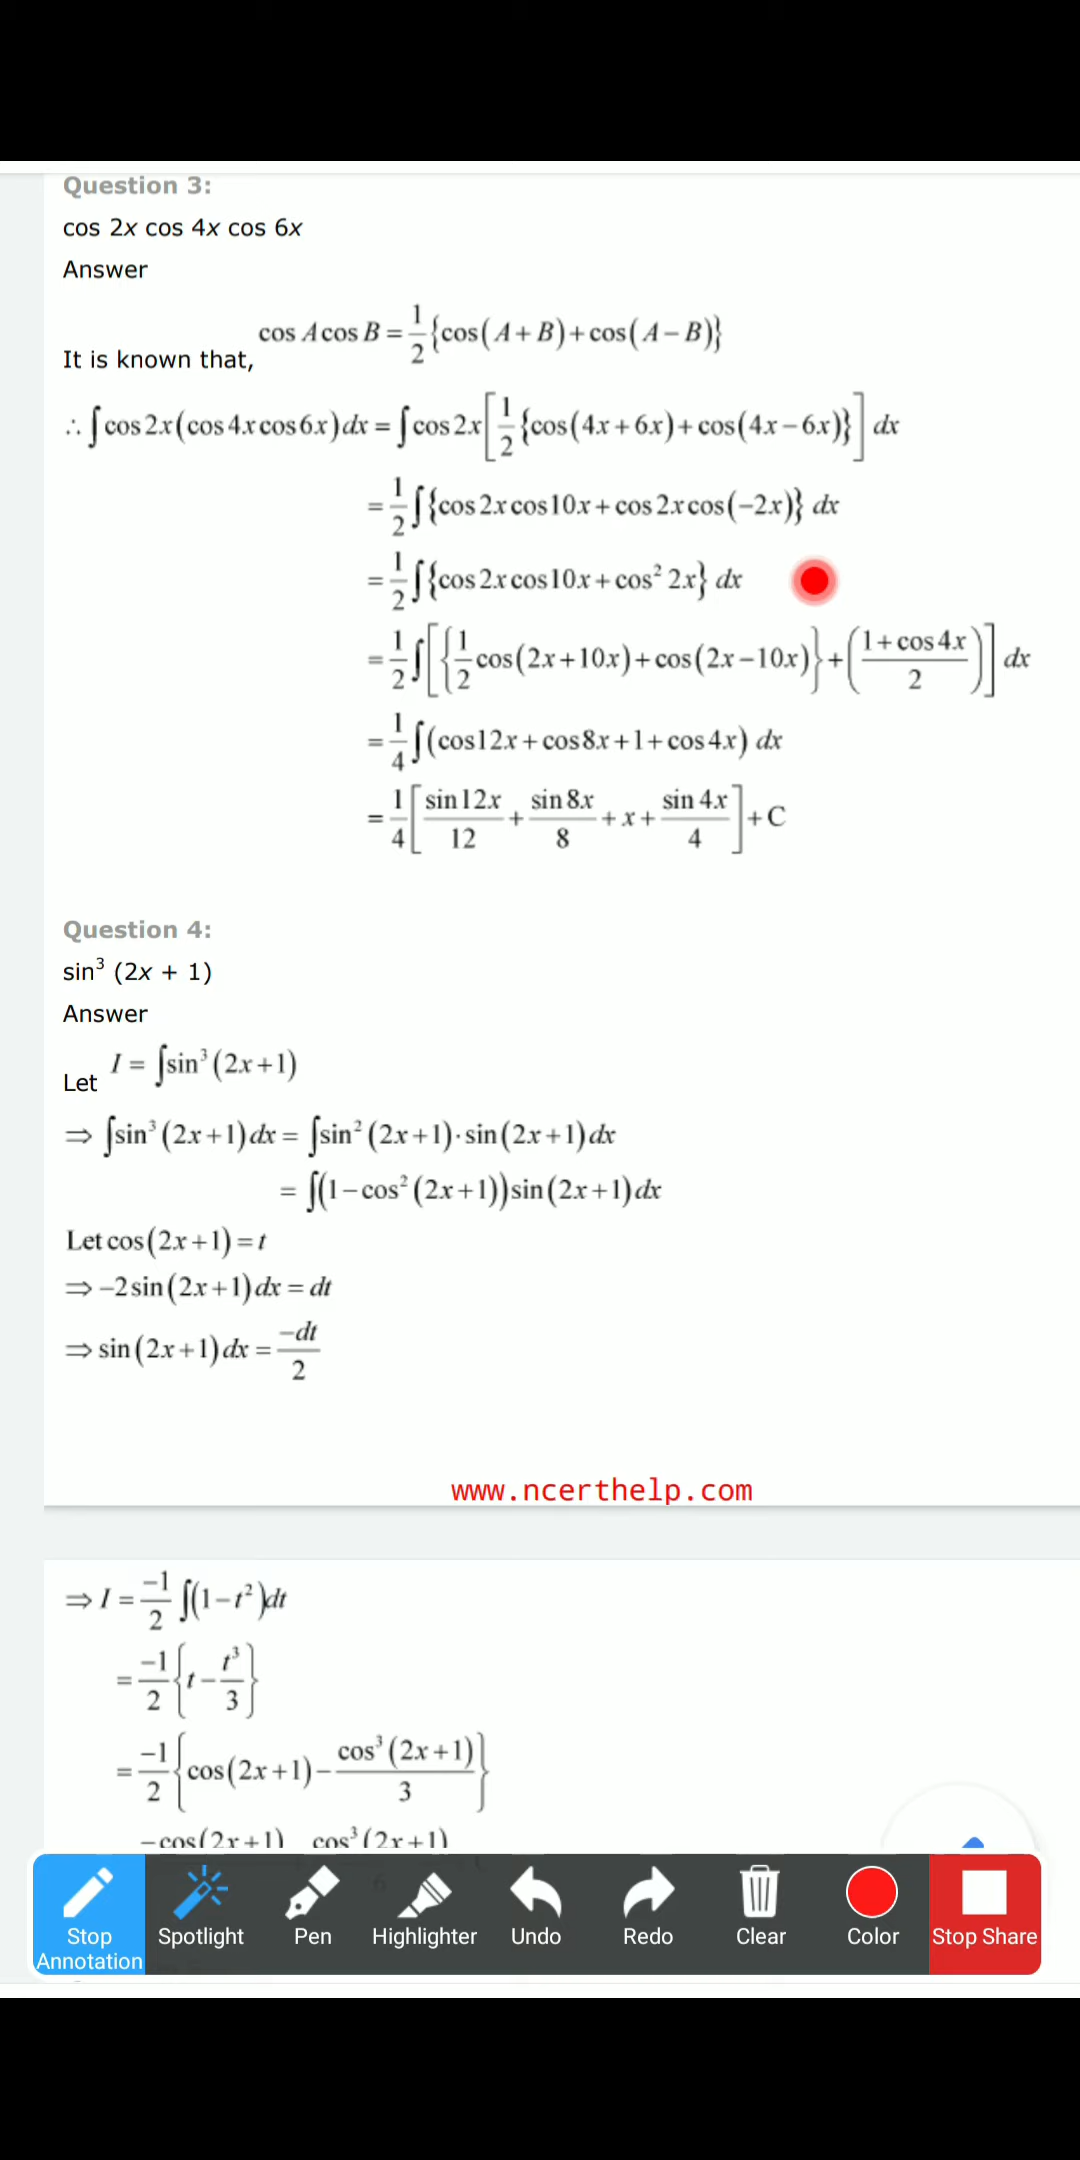 Question 3:
cos 2x cos 4x cos 6x
Answer
It is known that, cos A cos B = 1/2 {cos(A + B) + cos(A − B)}
∴ ∫cos 2x (cos 4x cos 6x) dx = ∫cos 2x [1/2 {cos(4x + 6x) + cos(4x − 6x)}] dx
= 1/2 ∫{cos 2x cos 10x + cos 2x cos(−2x)} dx
= 1/2 ∫{cos 2x cos 10x + cos² 2x} dx
= 1/2 ∫[{1/2 cos(2x + 10x) + cos(2x − 10x)} + ((1 + cos 4x)/2)] dx
= 1/4 ∫(cos 12x + cos 8x + 1 + cos 4x) dx
= 1/4 [sin 12x/12 + sin 8x/8 + x + sin 4x/4] + C
Question 4:
sin³ (2x + 1)
Answer
Let I = ∫sin³ (2x + 1)
⇒ ∫sin³ (2x + 1) dx = ∫sin² (2x + 1) · sin (2x + 1) dx
= ∫(1 − cos² (2x + 1)) sin (2x + 1) dx
Let cos (2x + 1) = t
⇒ −2 sin (2x + 1) dx = dt
⇒ sin (2x + 1) dx = −dt/2
www.ncerthelp.com
⇒ I = −1/2 ∫(1 − t²) dt
= −1/2 {t − t³/3}
= −1/2 {cos (2x + 1) − cos³ (2x + 1)/3}
−cos (2x + 1) cos³ (2x + 1)
Stop Annotation
Spotlight
Pen
Highlighter
Undo
Redo
Clear
Color
Stop Share